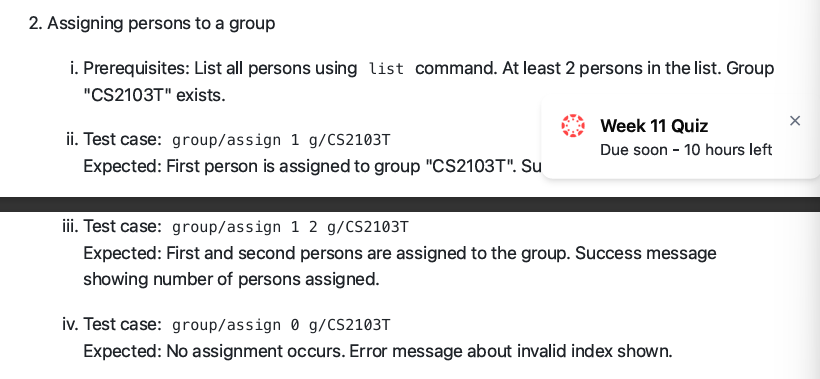 2. Assigning persons to a group
i. Prerequisites: List all persons using list command. At least 2 persons in the list. Group
"CS2103T" exists.
ii. Test case: group/assign 1 g/CS2103T
Expected: First person is assigned to group "CS2103T". Su
Week 11 Quiz
Due soon - 10 hours left
iii. Test case: group/assign 1 2 g/CS2103T
Expected: First and second persons are assigned to the group. Success message
showing number of persons assigned.
iv. Test case: group/assign 0 g/CS2103T
Expected: No assignment occurs. Error message about invalid index shown.